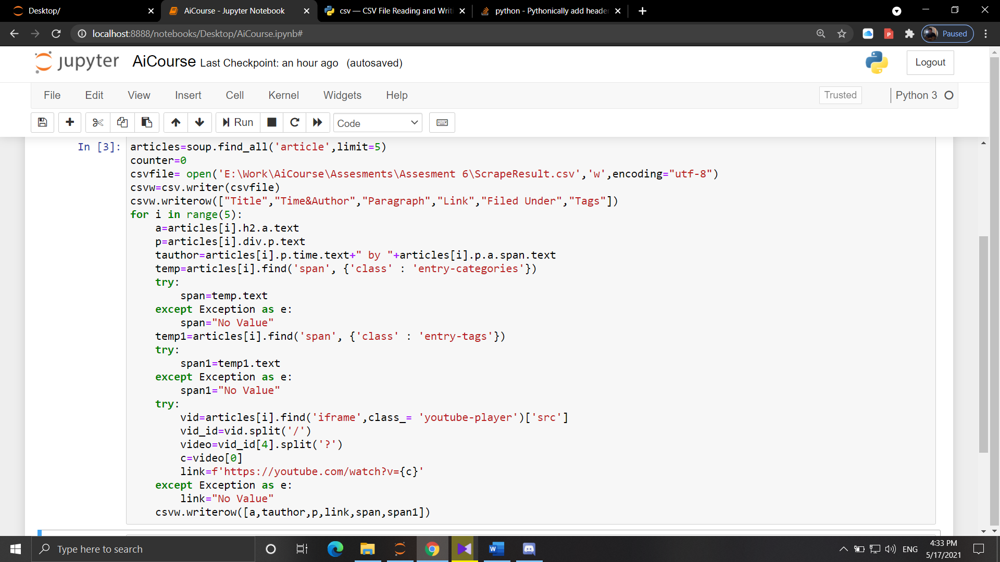 Desktop/
AiCourse - Jupyter Notebook
csv — CSV File Reading and Writi
python - Pythonically add header
localhost:8888/notebooks/Desktop/AiCourse.ipynb#
Paused
jupyter AiCourse Last Checkpoint: an hour ago (autosaved)
Logout
File Edit View Insert Cell Kernel Widgets Help
Trusted
Python 3
Run
Code
In [3]:
articles=soup.find_all('article',limit=5)
counter=0
csvfile= open('E:\Work\AiCourse\Assesments\Assesment 6\ScrapeResult.csv','w',encoding="utf-8")
csvw=csv.writer(csvfile)
csvw.writerow(["Title","Time&Author","Paragraph","Link","Filed Under","Tags"])
for i in range(5):
    a=articles[i].h2.a.text
    p=articles[i].div.p.text
    tauthor=articles[i].p.time.text+" by "+articles[i].p.a.span.text
    temp=articles[i].find('span', {'class' : 'entry-categories'})
    try:
        span=temp.text
    except Exception as e:
        span="No Value"
    temp1=articles[i].find('span', {'class' : 'entry-tags'})
    try:
        span1=temp1.text
    except Exception as e:
        span1="No Value"
    try:
        vid=articles[i].find('iframe',class_= 'youtube-player')['src']
        vid_id=vid.split('/')
        video=vid_id[4].split('?')
        c=video[0]
        link=f'https://youtube.com/watch?v={c}'
    except Exception as e:
        link="No Value"
    csvw.writerow([a,tauthor,p,link,span,span1])
Type here to search
ENG
4:33 PM
5/17/2021